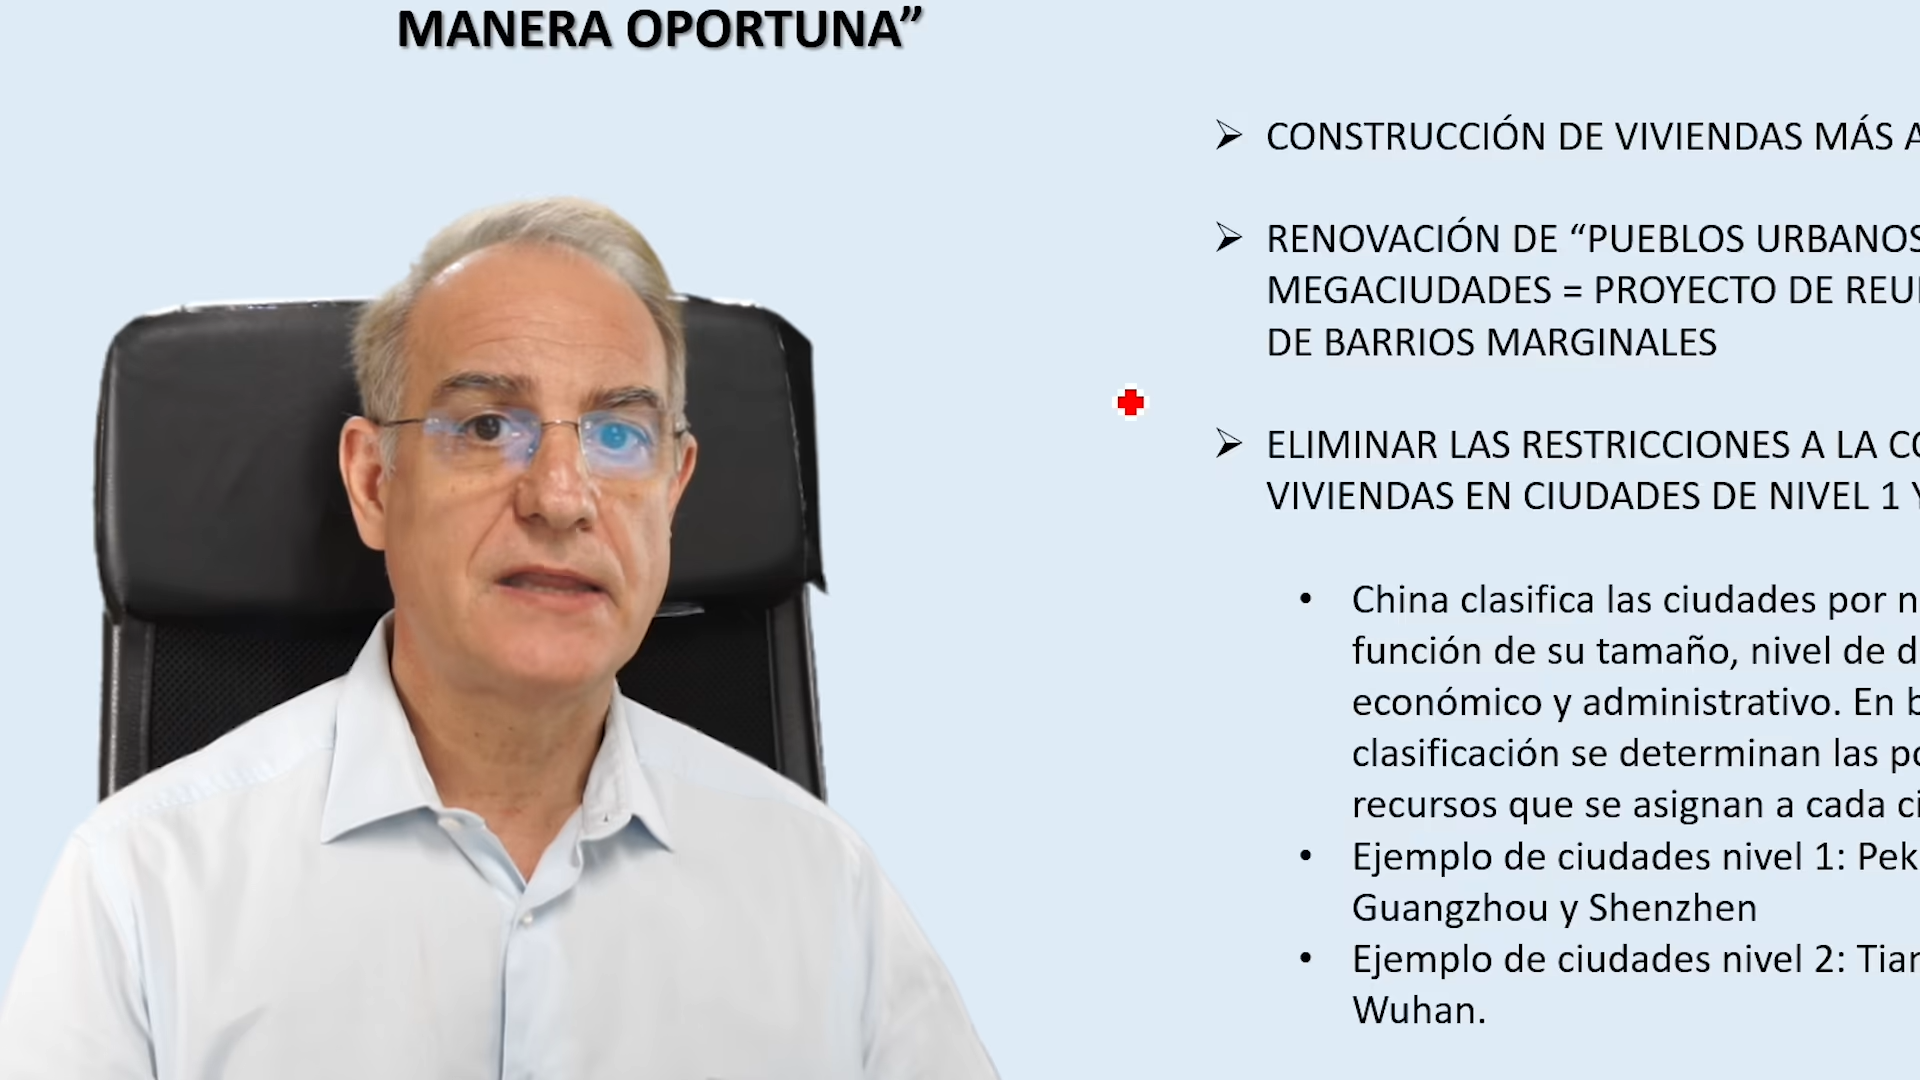 MANERA OPORTUNA”
CONSTRUCCIÓN DE VIVIENDAS MÁS
RENOVACIÓN DE “PUEBLOS URBANOS
MEGACIUDADES = PROYECTO DE
DE BARRIOS MARGINALES
ELIMINAR LAS RESTRICCIONES A LA
VIVIENDAS EN CIUDADES DE NIVEL 1 Y
• China clasifica las ciudades por
función de su tamaño, nivel de
económico y administrativo. En
clasificación se determinan las
recursos que se asignan a cada
• Ejemplo de ciudades nivel 1:
Guangzhou y Shenzhen
• Ejemplo de ciudades nivel 2:
Wuhan.